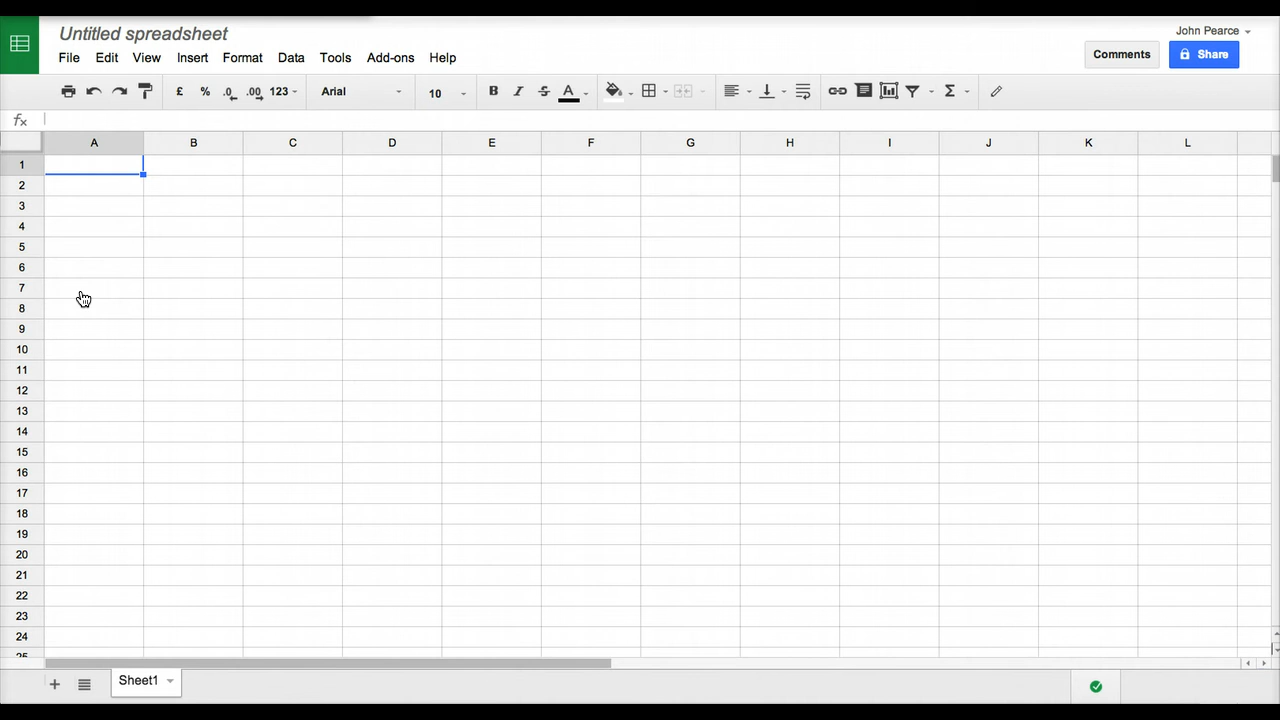 Untitled spreadsheet
John Pearce
File Edit View Insert Format Data Tools Add-ons Help
Comments
Share
£ % .0 .00 123 Arial 10 B I S A Σ
fx
A B C D E F G H I J K L
1
2
3
4
5
6
7
8
9
10
11
12
13
14
15
16
17
18
19
20
21
22
23
24
25
+ Sheet1